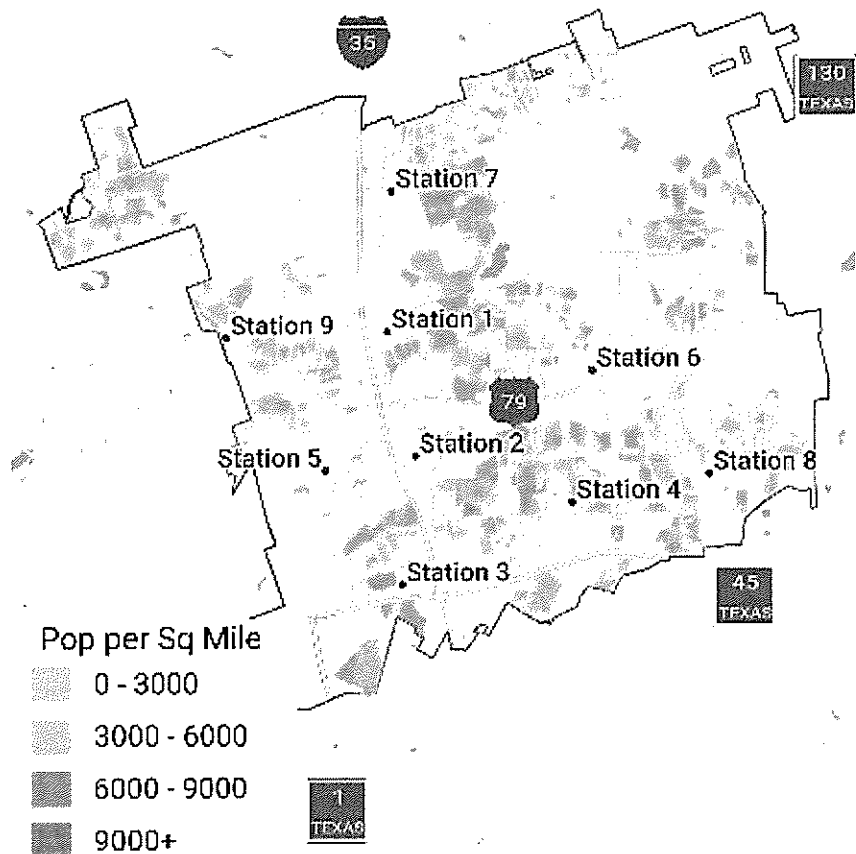 35
130
TEXAS
Station 7
Station 1
Station 9
Station 6
79
Station 2
Station 5
Station 8
Station 4
Station 3
45
TEXAS
Pop per Sq Mile
0 - 3000
3000 - 6000
6000 - 9000
9000+
1
TEXAS